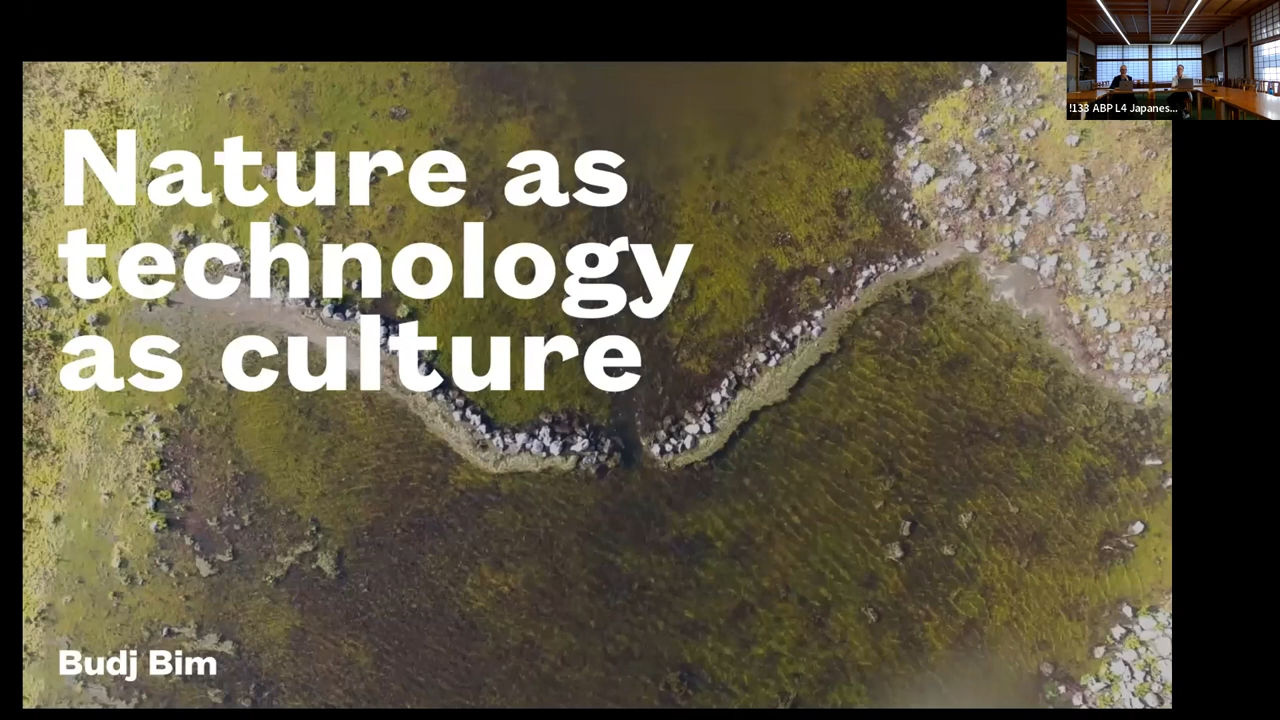 Nature as
technology
as culture
Budj Bim
!133 ABP L4 Japanes...